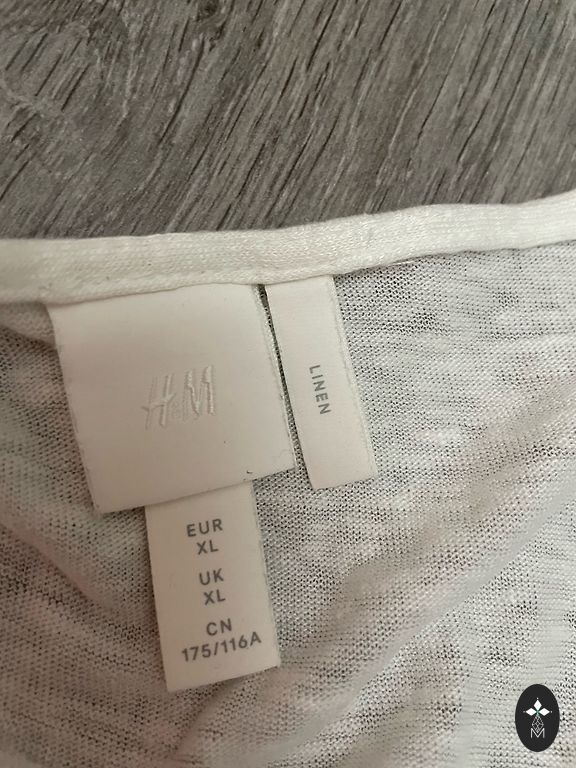 H&M
LINEN
EUR
XL
UK
XL
CN
175/116A
M